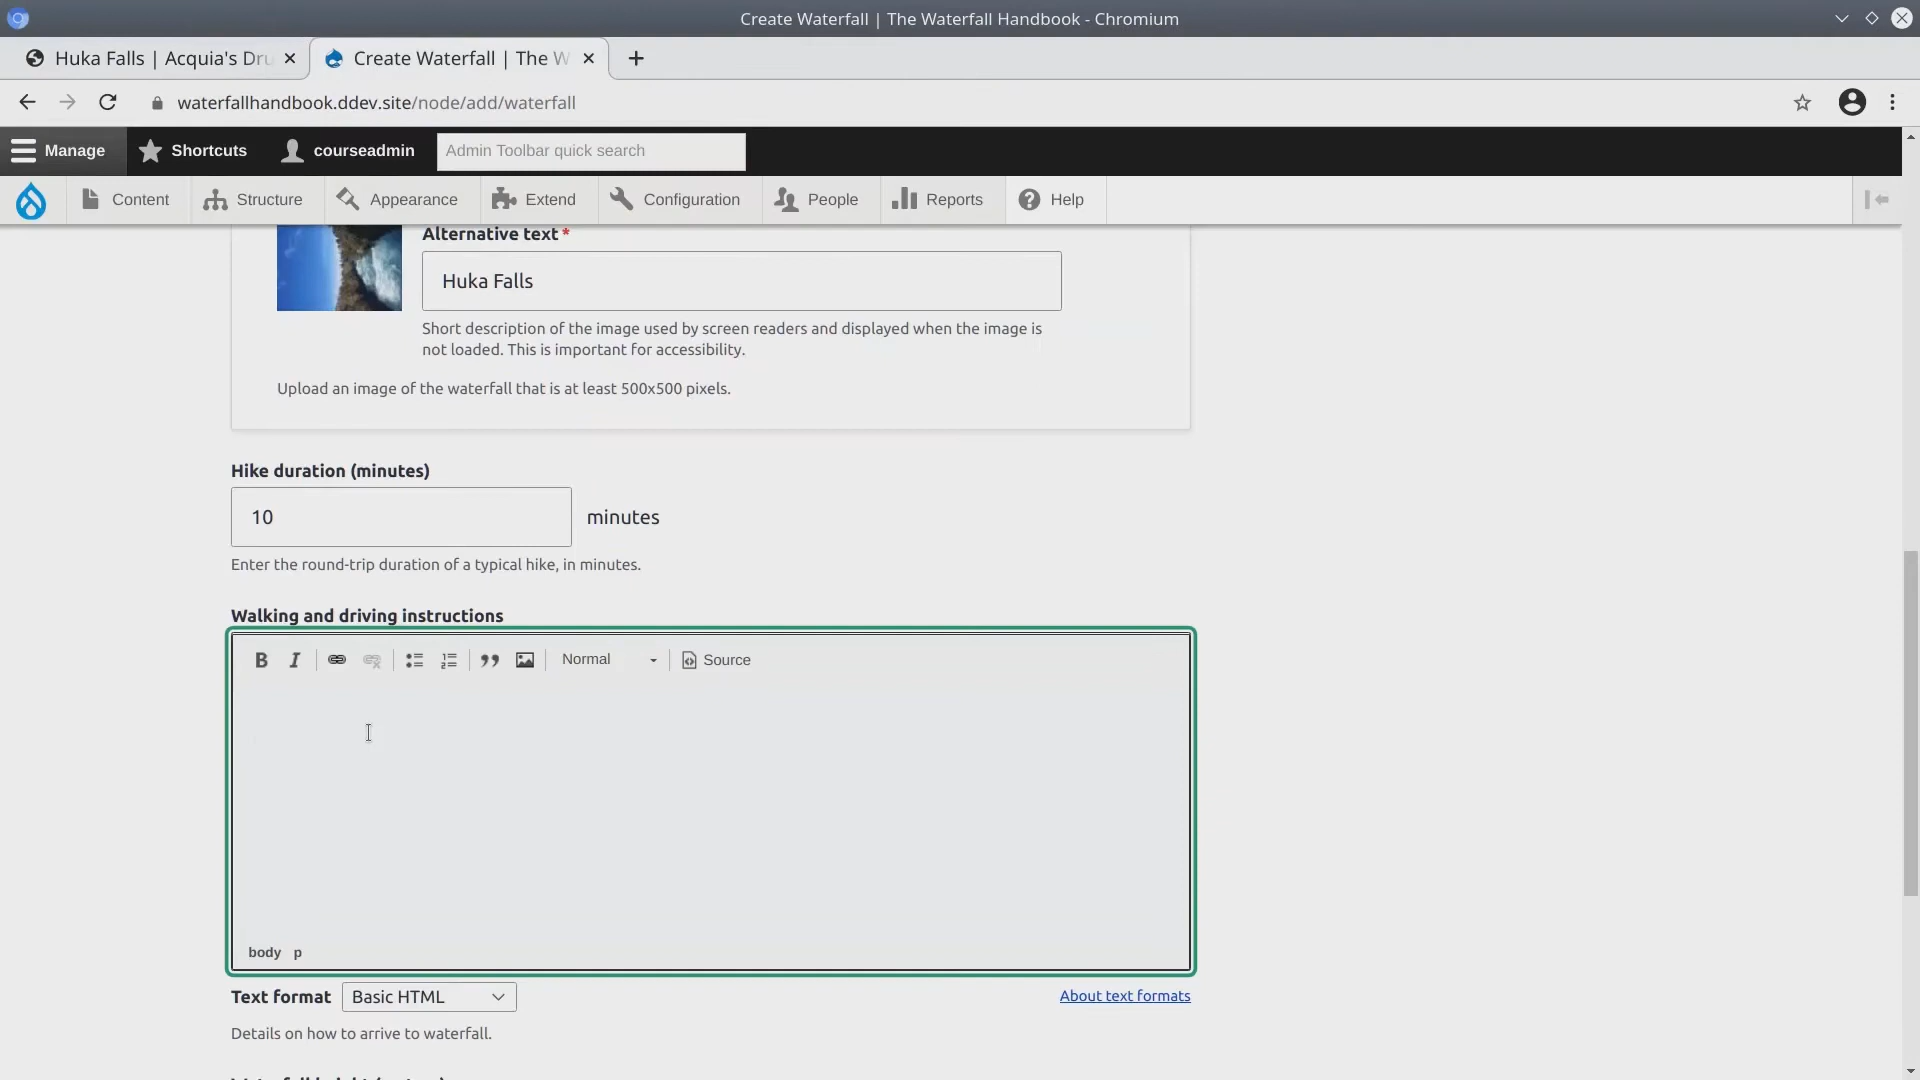 Create Waterfall | The Waterfall Handbook - Chromium
Huka Falls | Acquia's Dru
Create Waterfall | The W
waterfallhandbook.ddev.site/node/add/waterfall
Manage
Shortcuts
courseadmin
Admin Toolbar quick search
Content
Structure
Appearance
Extend
Configuration
People
Reports
Help
Alternative text *
Huka Falls
Short description of the image used by screen readers and displayed when the image is
not loaded. This is important for accessibility.
Upload an image of the waterfall that is at least 500x500 pixels.
Hike duration (minutes)
10
minutes
Enter the round-trip duration of a typical hike, in minutes.
Walking and driving instructions
B I
Normal
Source
body p
Text format
Basic HTML
About text formats
Details on how to arrive to waterfall.